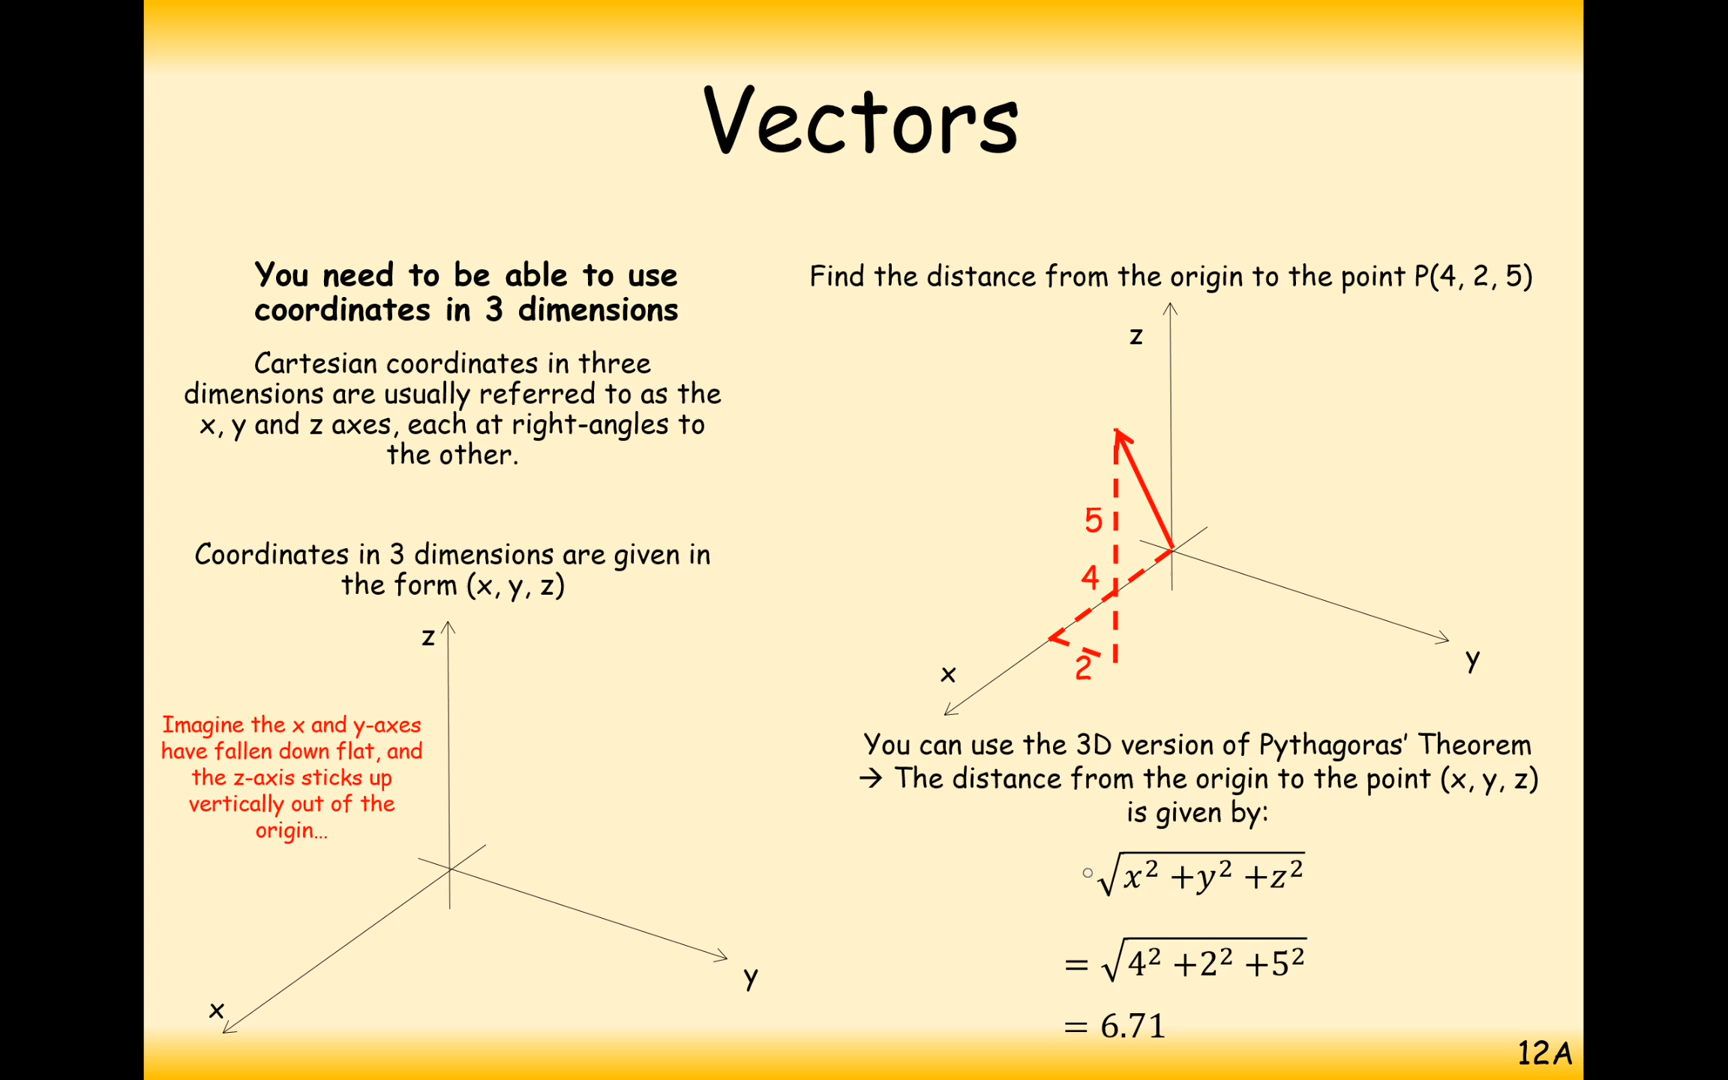 Vectors
You need to be able to use
coordinates in 3 dimensions
Cartesian coordinates in three
dimensions are usually referred to as the
x, y and z axes, each at right-angles to
the other.
Coordinates in 3 dimensions are given in
the form (x, y, z)
z
Imagine the x and y-axes
have fallen down flat, and
the z-axis sticks up
vertically out of the
origin…
x
y
Find the distance from the origin to the point P(4, 2, 5)
z
5
4
2
x
y
You can use the 3D version of Pythagoras’ Theorem
→ The distance from the origin to the point (x, y, z)
is given by:
√x² +y² +z²
= √4² +2² +5²
= 6.71
12A